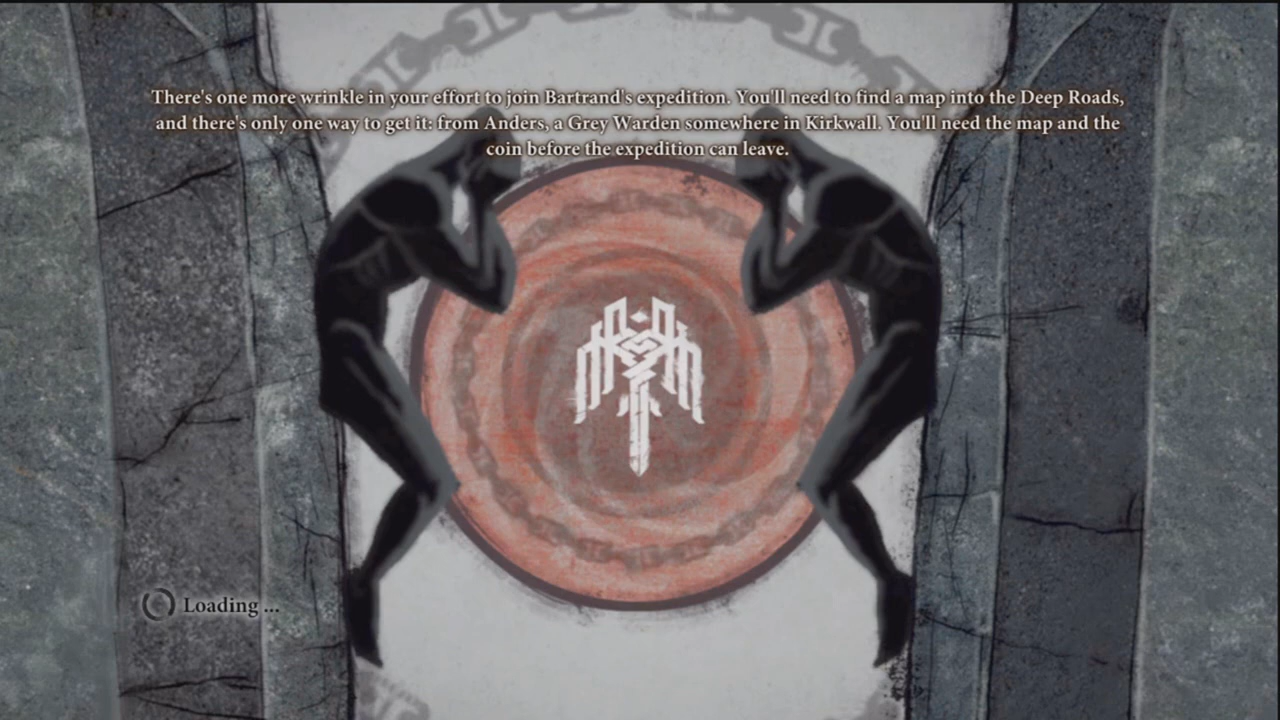 There's one more wrinkle in your effort to join Bartrand's expedition. You'll need to find a map into the Deep Roads,
and there's only one way to get it: from Anders, a Grey Warden somewhere in Kirkwall. You'll need the map and the
coin before the expedition can leave.
Loading ...